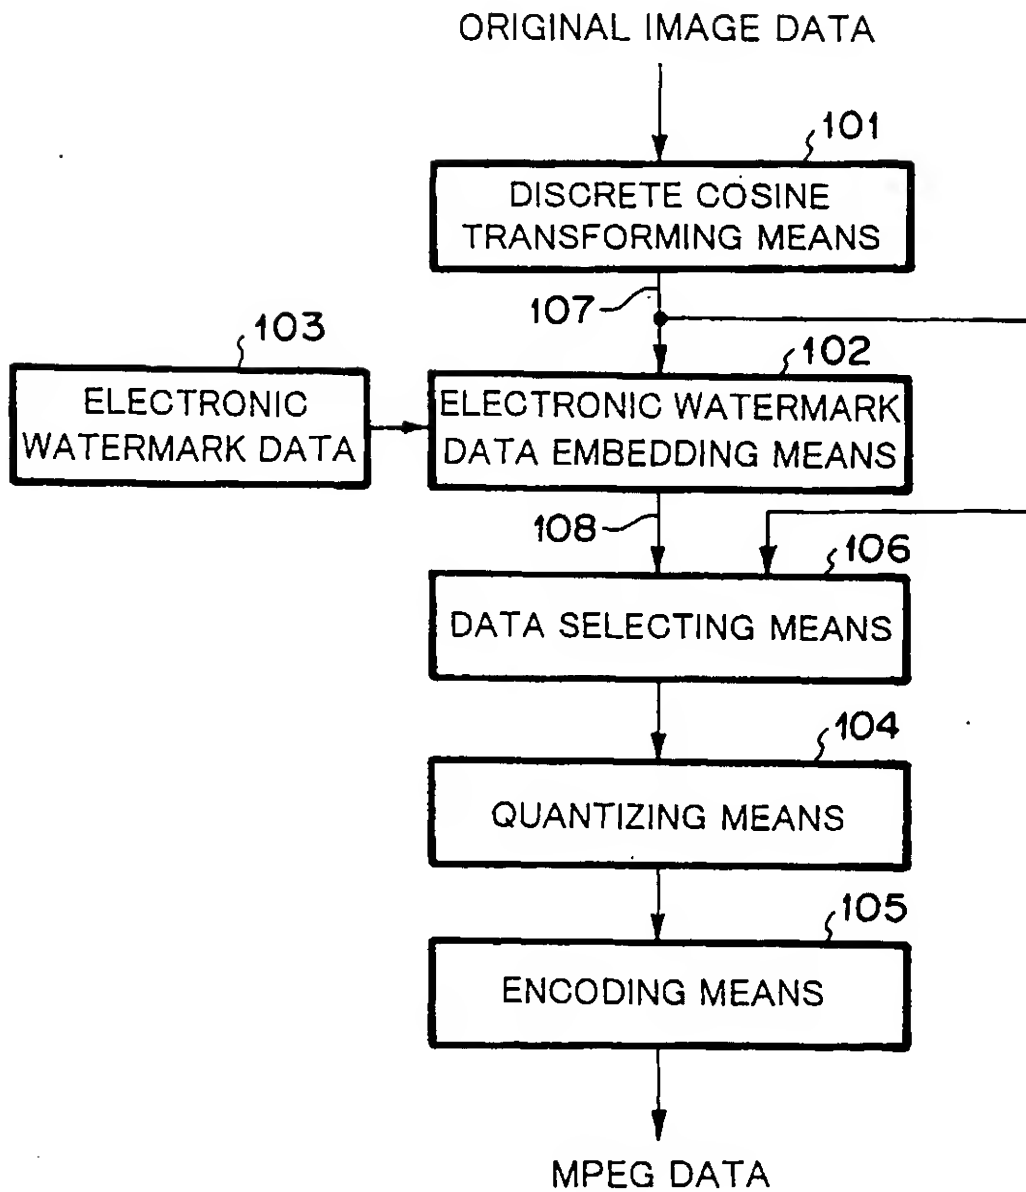 ORIGINAL IMAGE DATA
101
DISCRETE COSINE
TRANSFORMING MEANS
107
103
102
ELECTRONIC
WATERMARK DATA
ELECTRONIC WATERMARK
DATA EMBEDDING MEANS
108
106
DATA SELECTING MEANS
104
QUANTIZING MEANS
105
ENCODING MEANS
MPEG DATA